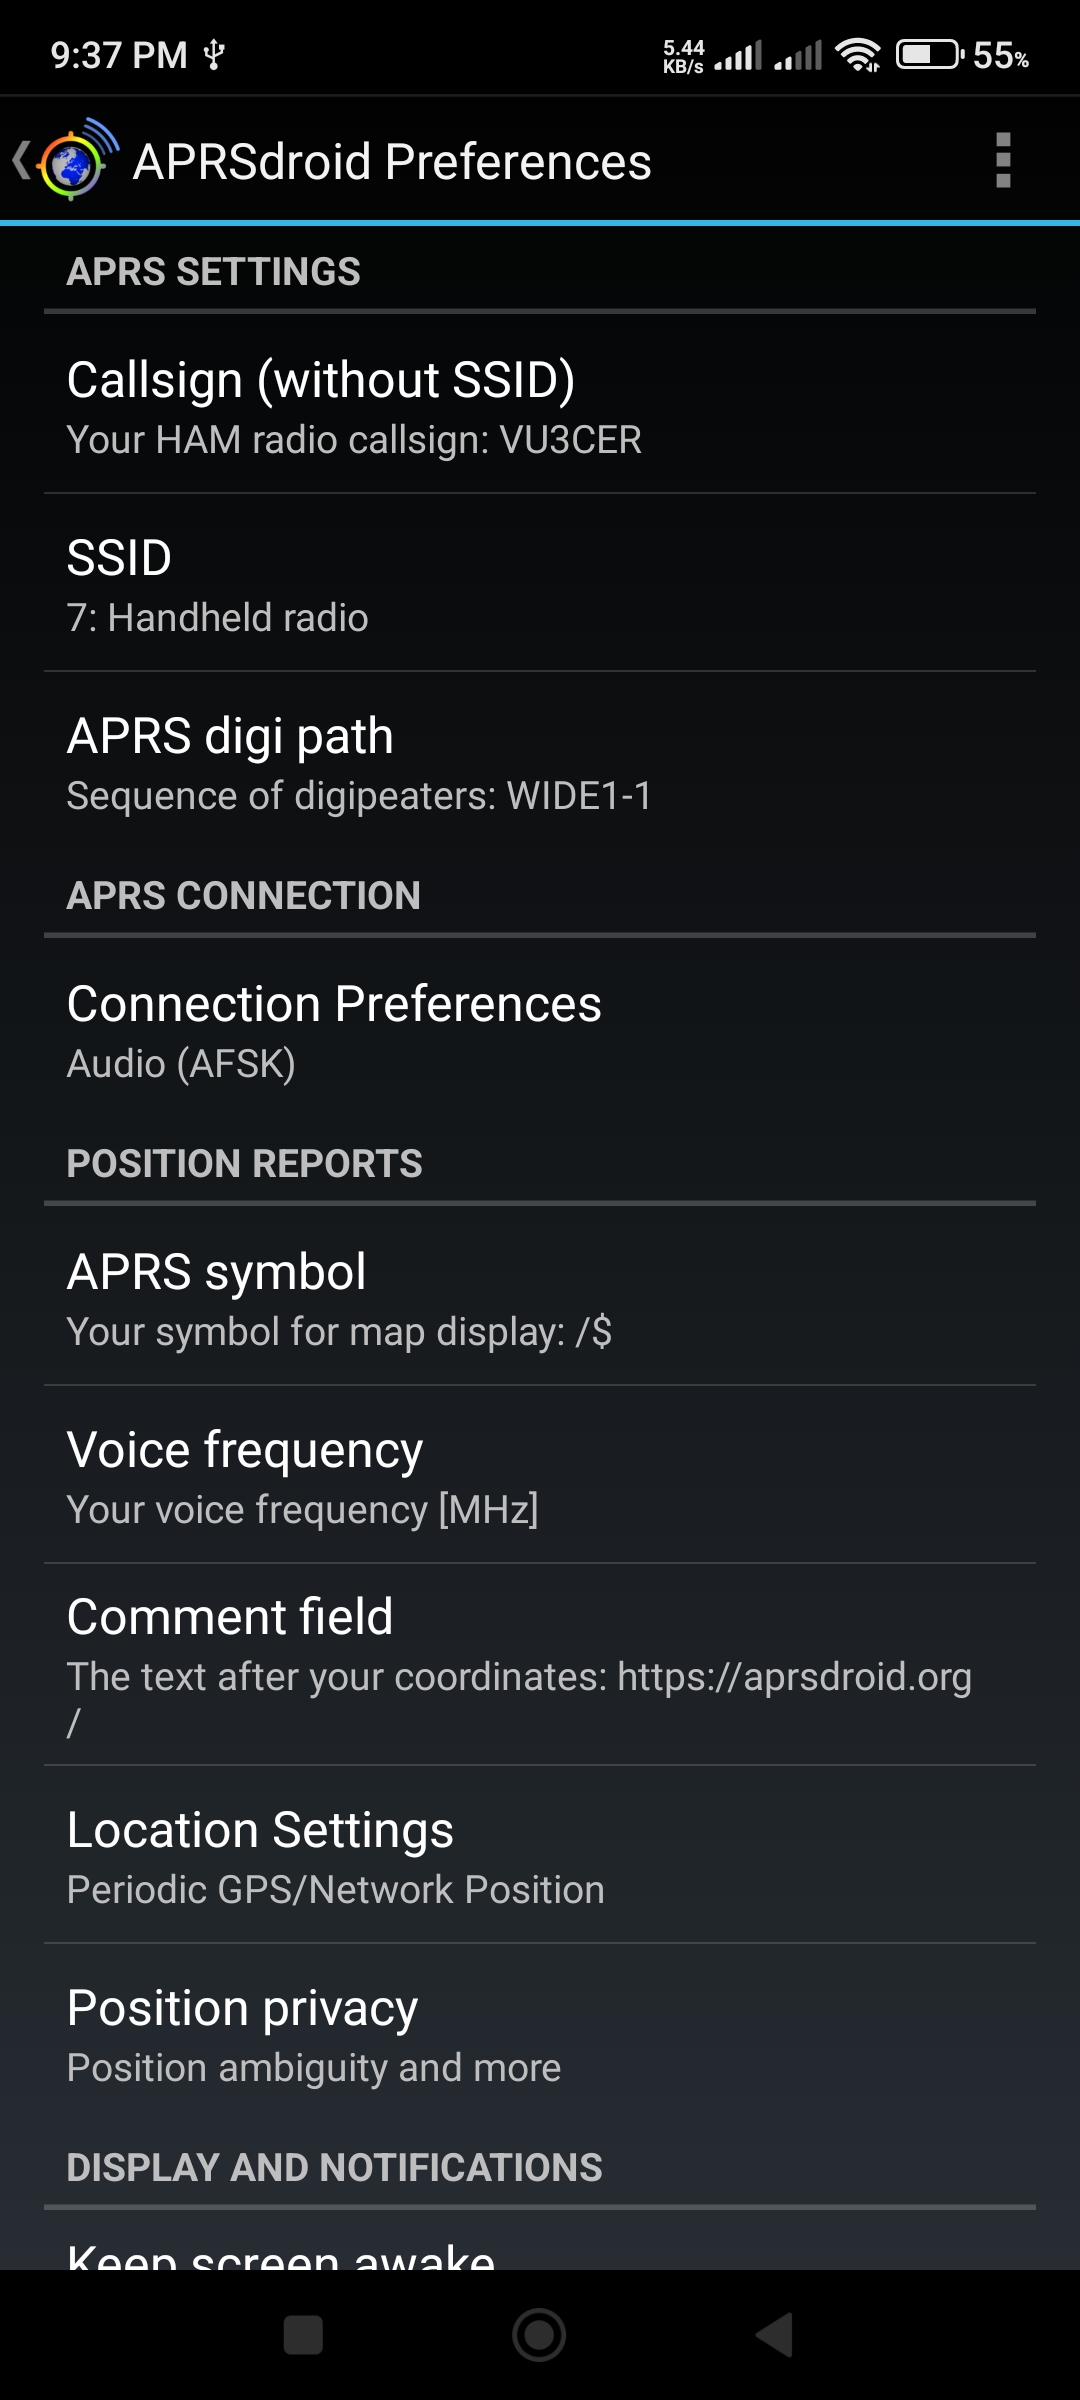 9:37 PM
5.44
KB/s
55%
APRSdroid Preferences
APRS SETTINGS
Callsign (without SSID)
Your HAM radio callsign: VU3CER
SSID
7: Handheld radio
APRS digi path
Sequence of digipeaters: WIDE1-1
APRS CONNECTION
Connection Preferences
Audio (AFSK)
POSITION REPORTS
APRS symbol
Your symbol for map display: /$
Voice frequency
Your voice frequency [MHz]
Comment field
The text after your coordinates: https://aprsdroid.org
/
Location Settings
Periodic GPS/Network Position
Position privacy
Position ambiguity and more
DISPLAY AND NOTIFICATIONS
Keep screen awake